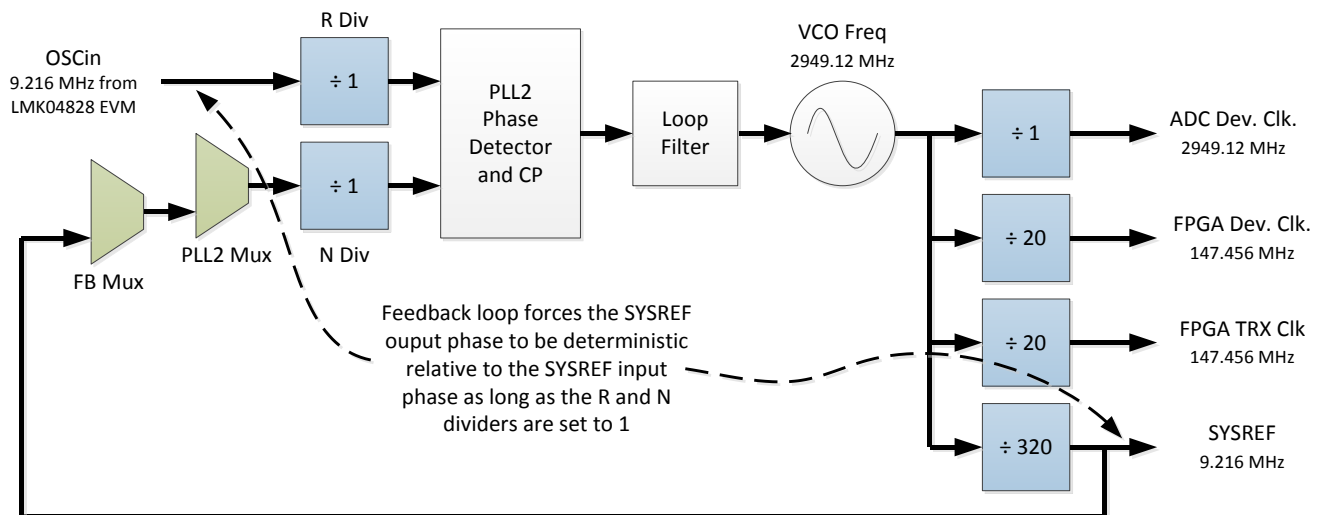 R Div
OSCin
9.216 MHz from
LMK04828 EVM
÷ 1
PLL2
Phase
Detector
and CP
Loop
Filter
VCO Freq
2949.12 MHz
÷ 1
ADC Dev. Clk.
2949.12 MHz
FB Mux
PLL2 Mux
÷ 1
N Div
÷ 20
FPGA Dev. Clk.
147.456 MHz
÷ 20
FPGA TRX Clk
147.456 MHz
Feedback loop forces the SYSREF
ouput phase to be deterministic
relative to the SYSREF input
phase as long as the R and N
dividers are set to 1
÷ 320
SYSREF
9.216 MHz